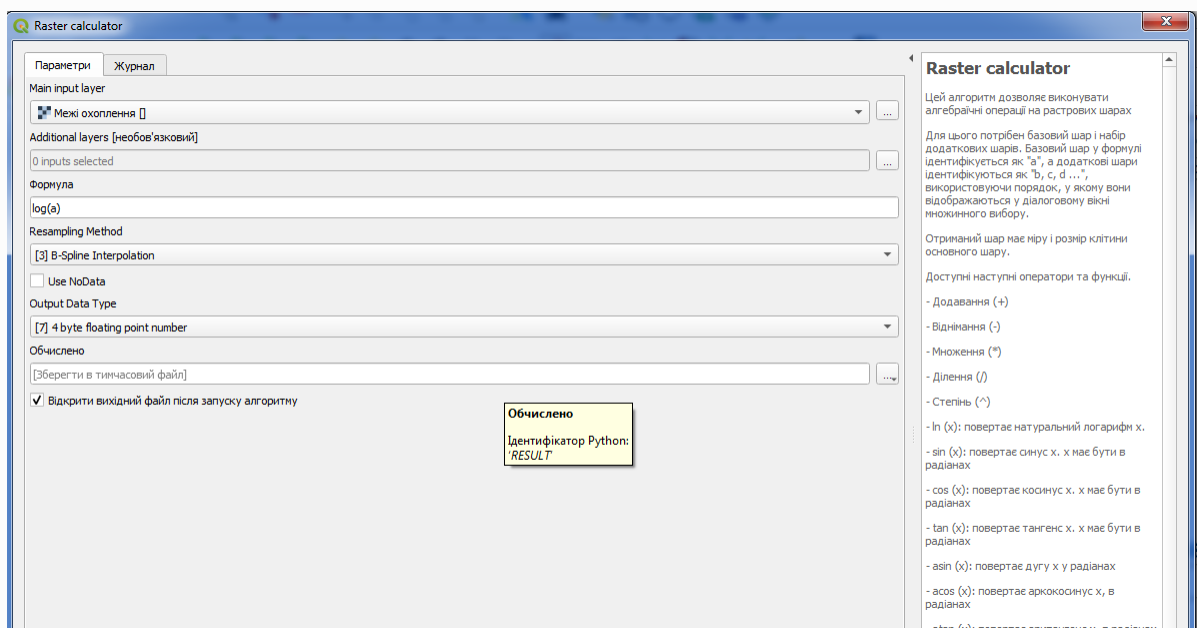 Raster calculator
Параметри
Журнал
Main input layer
Межі охоплення []
...
Additional layers [необов'язковий]
0 inputs selected
...
Формула
log(a)
Resampling Method
[3] B-Spline Interpolation
Use NoData
Output Data Type
[7] 4 byte floating point number
Обчислено
[Зберегти в тимчасовий файл]
...
Відкрити вихідний файл після запуску алгоритму
Обчислено
Ідентифікатор Python:
'RESULT'
Raster calculator
Цей алгоритм дозволяє виконувати
алгебраїчні операції на растрових шарах
Для цього потрібен базовий шар і набір
додаткових шарів. Базовий шар у формулі
ідентифікується як "a", а додаткові шари
ідентифікуються як "b, c, d ...",
використовуючи порядок, у якому вони
відображаються у діалоговому вікні
множинного вибору.
Отриманий шар має міру і розмір клітини
основного шару.
Доступні наступні оператори та функції.
- Додавання (+)
- Віднімання (-)
- Множення (*)
- Ділення (/)
- Степінь (^)
- ln (x): повертає натуральний логарифм x.
- sin (x): повертає синус x. x має бути в
радіанах
- cos (x): повертає косинус x. x має бути в
радіанах
- tan (x): повертає тангенс x. x має бути в
радіанах
- asin (x): повертає дугу x у радіанах
- acos (x): повертає аркокосинус x, в
радіанах